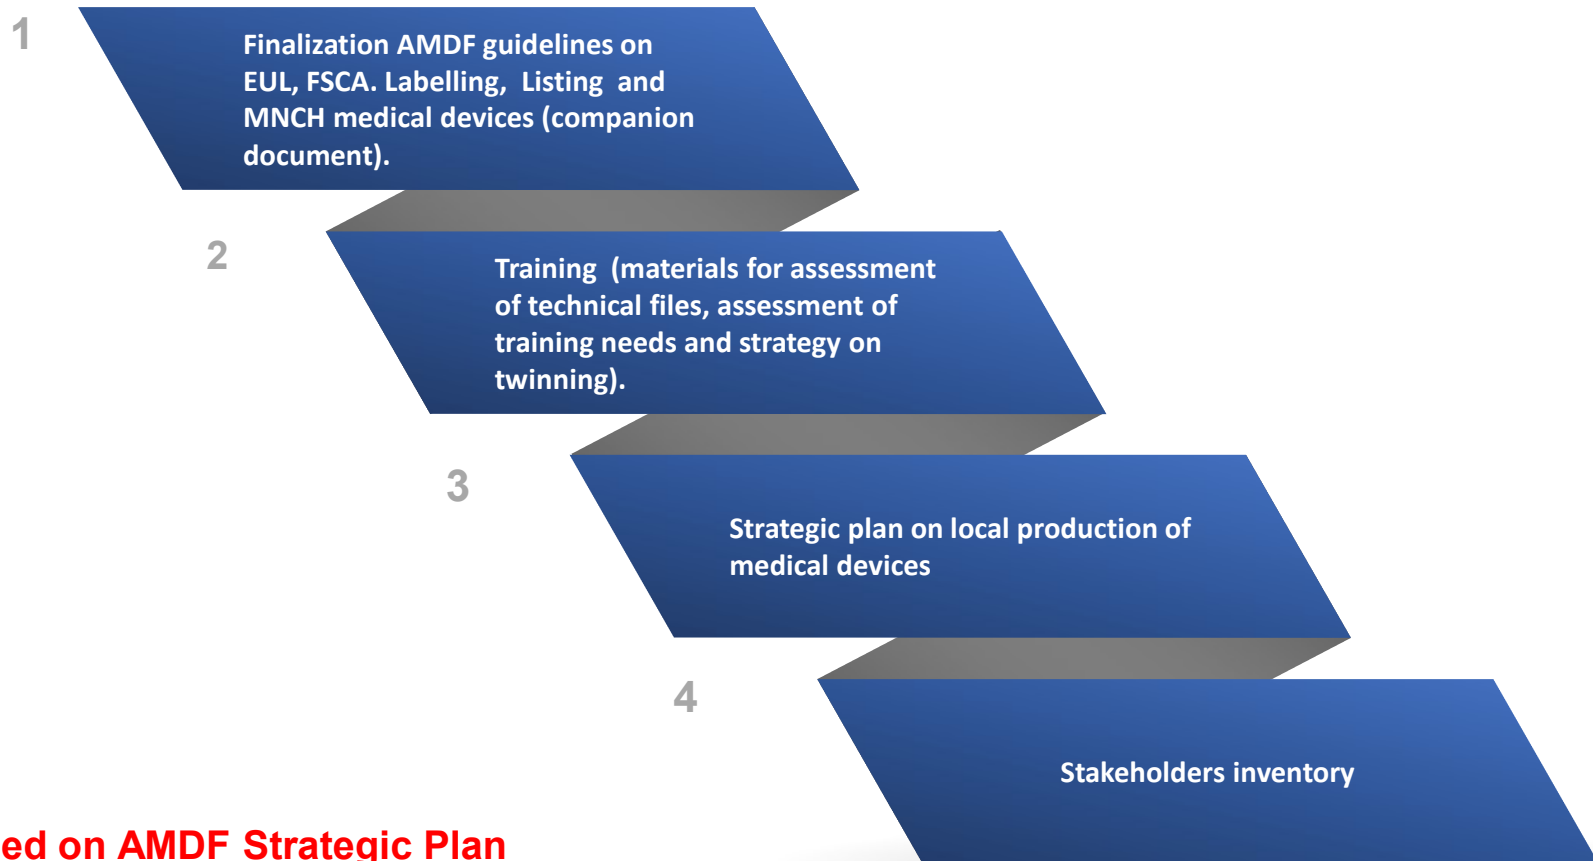 1
Finalization AMDF guidelines on
EUL, FSCA. Labelling, Listing and
MNCH medical devices (companion
document).
2
Training (materials for assessment
of technical files, assessment of
training needs and strategy on
twinning).
3
Strategic plan on local production of
medical devices
4
Stakeholders inventory
ed on AMDF Strategic Plan